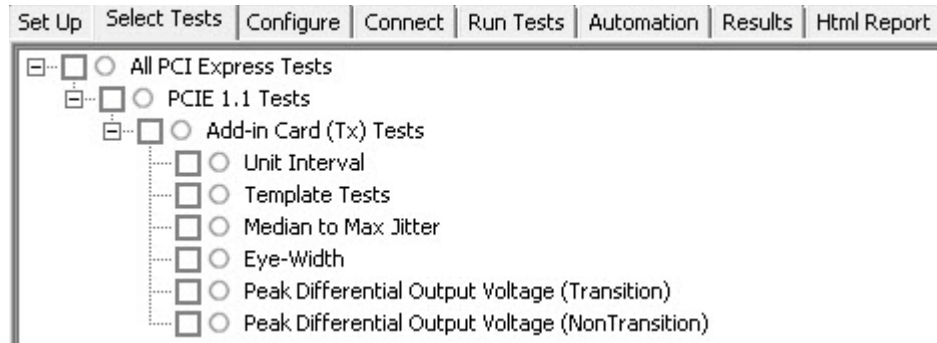 Set Up Select Tests Configure Connect Run Tests Automation Results Html Report
All PCI Express Tests
PCIE 1.1 Tests
Add-in Card (Tx) Tests
Unit Interval
Template Tests
Median to Max Jitter
Eye-Width
Peak Differential Output Voltage (Transition)
Peak Differential Output Voltage (NonTransition)